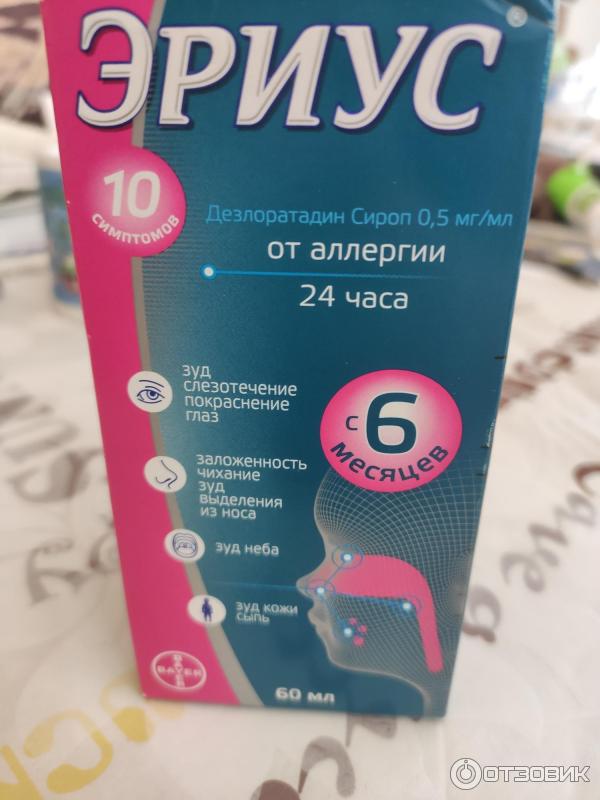 ЭРИУС®
10
симптомов
Дезлоратадин Сироп 0,5 мг/мл
от аллергии
24 часа
зуд
слезотечение
покраснение
глаз
с 6
месяцев
заложенность
чихание
зуд
выделения
из носа
зуд неба
зуд кожи
сыпь
BAYER
BAYER
60 мл
ОТЗОВИК